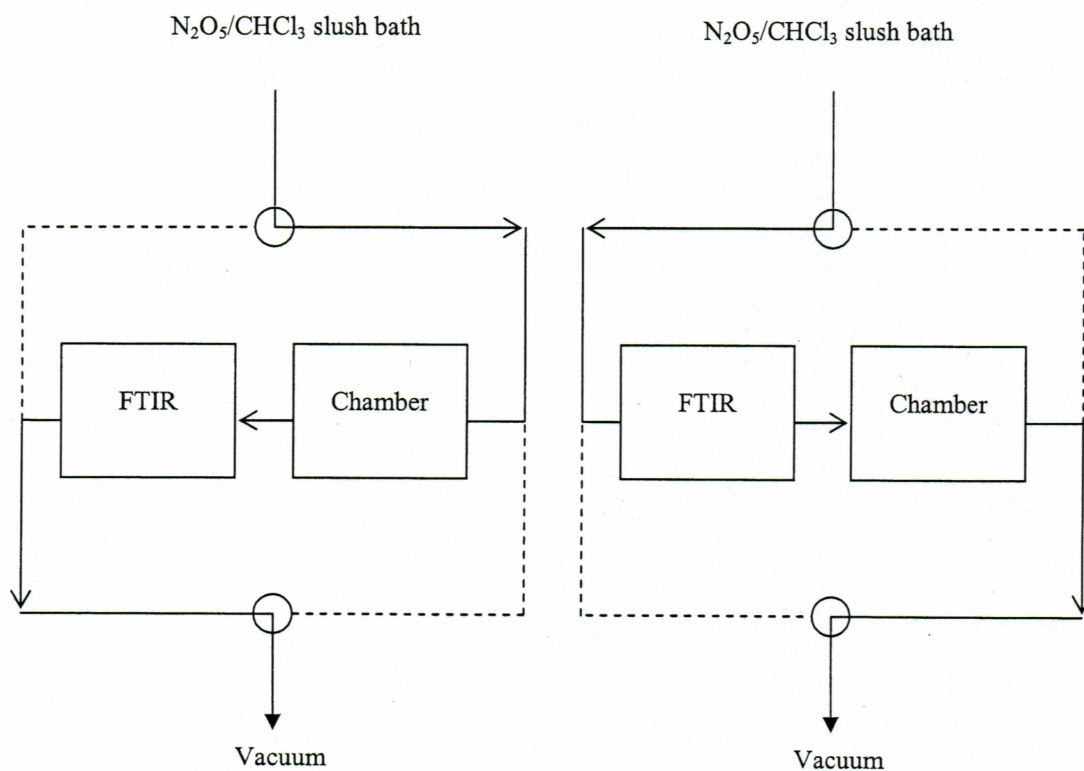 N₂O₅/CHCl₃ slush bath
FTIR
Chamber
Vacuum
N₂O₅/CHCl₃ slush bath
FTIR
Chamber
Vacuum